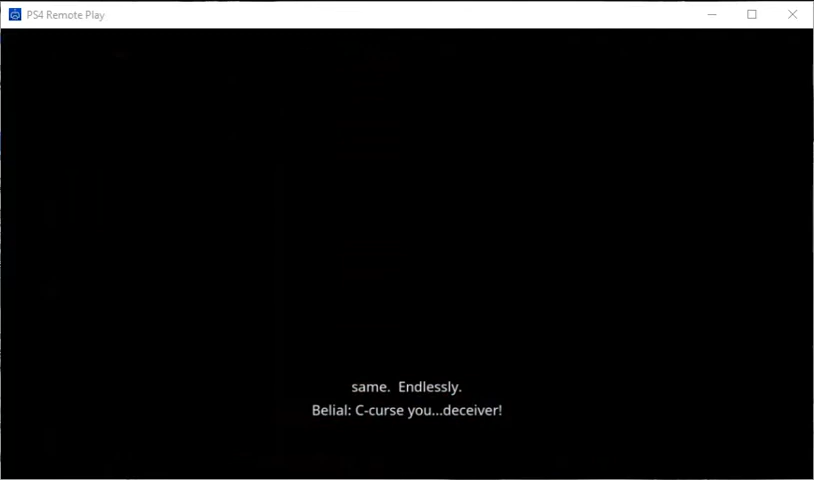 PS4 Remote Play
same. Endlessly.
Belial: C-curse you...deceiver!